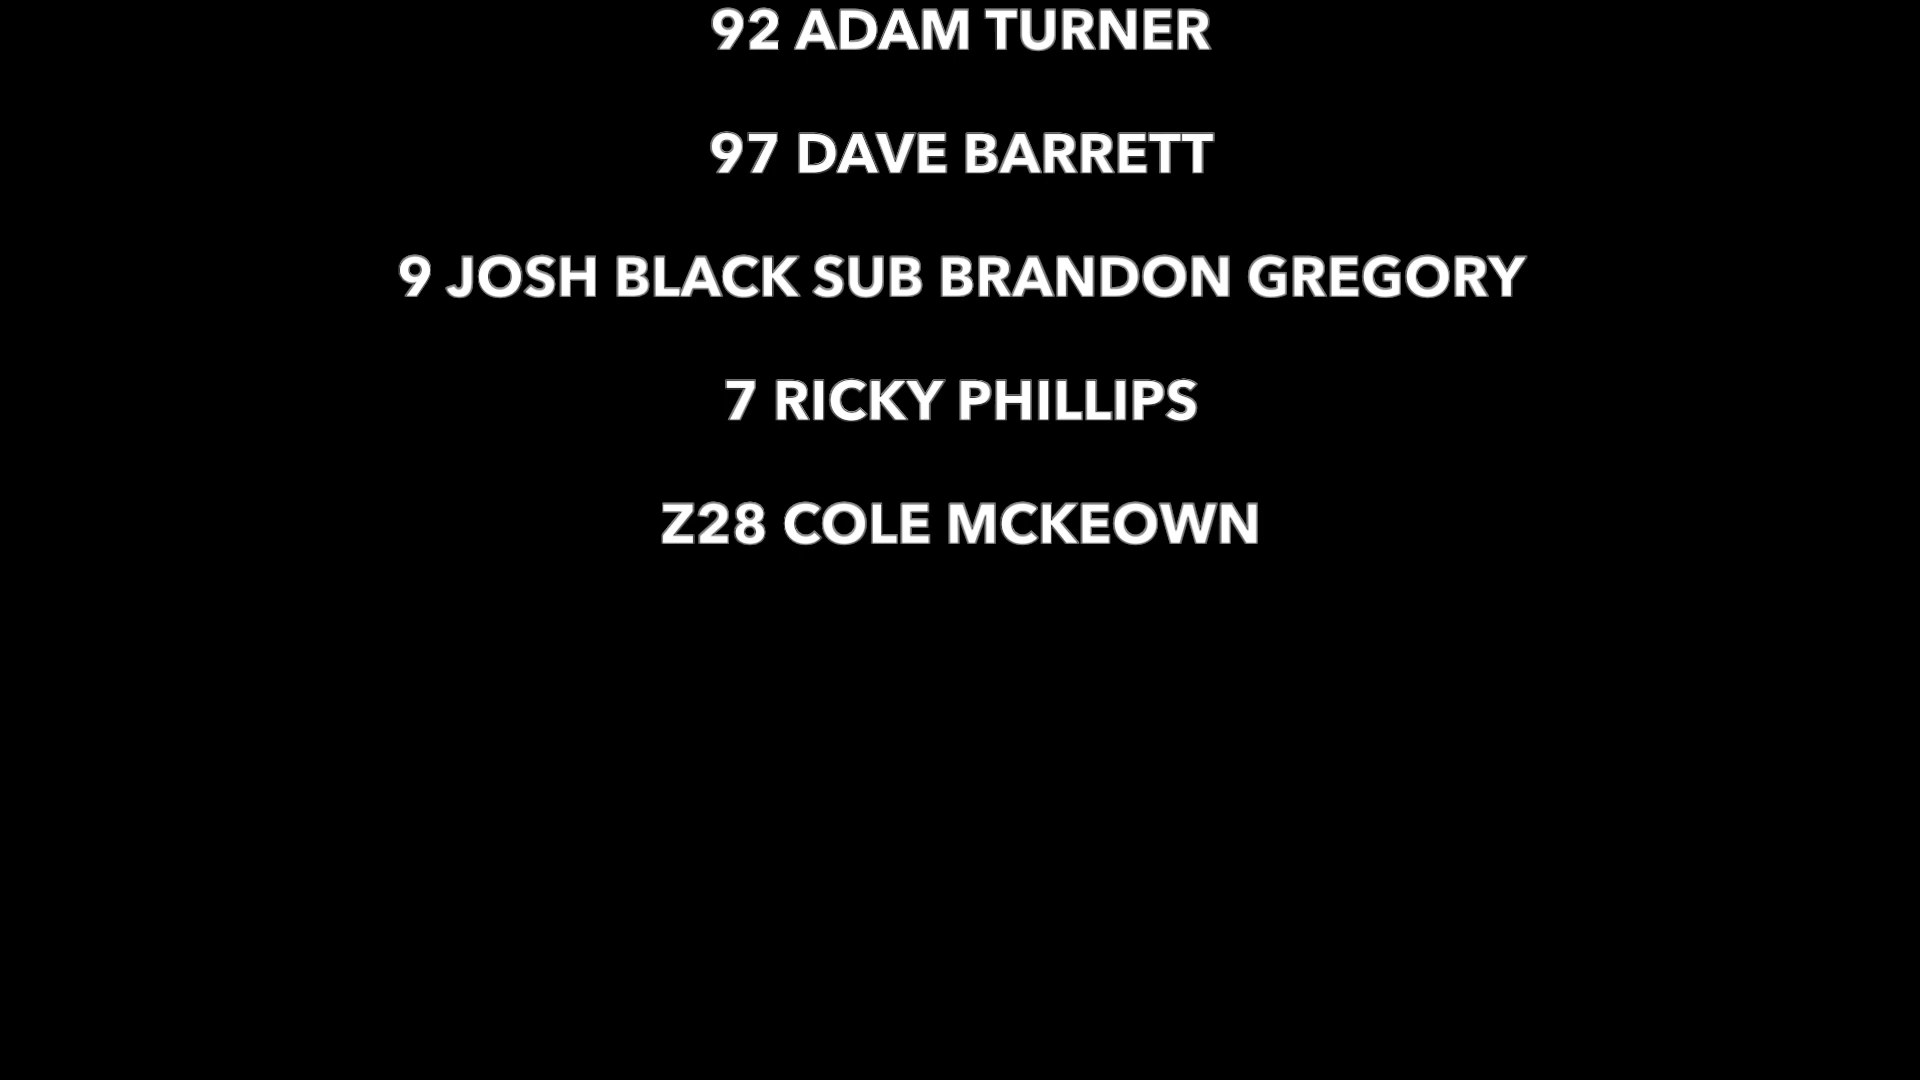 92 ADAM TURNER
97 DAVE BARRETT
9 JOSH BLACK SUB BRANDON GREGORY
7 RICKY PHILLIPS
Z28 COLE MCKEOWN